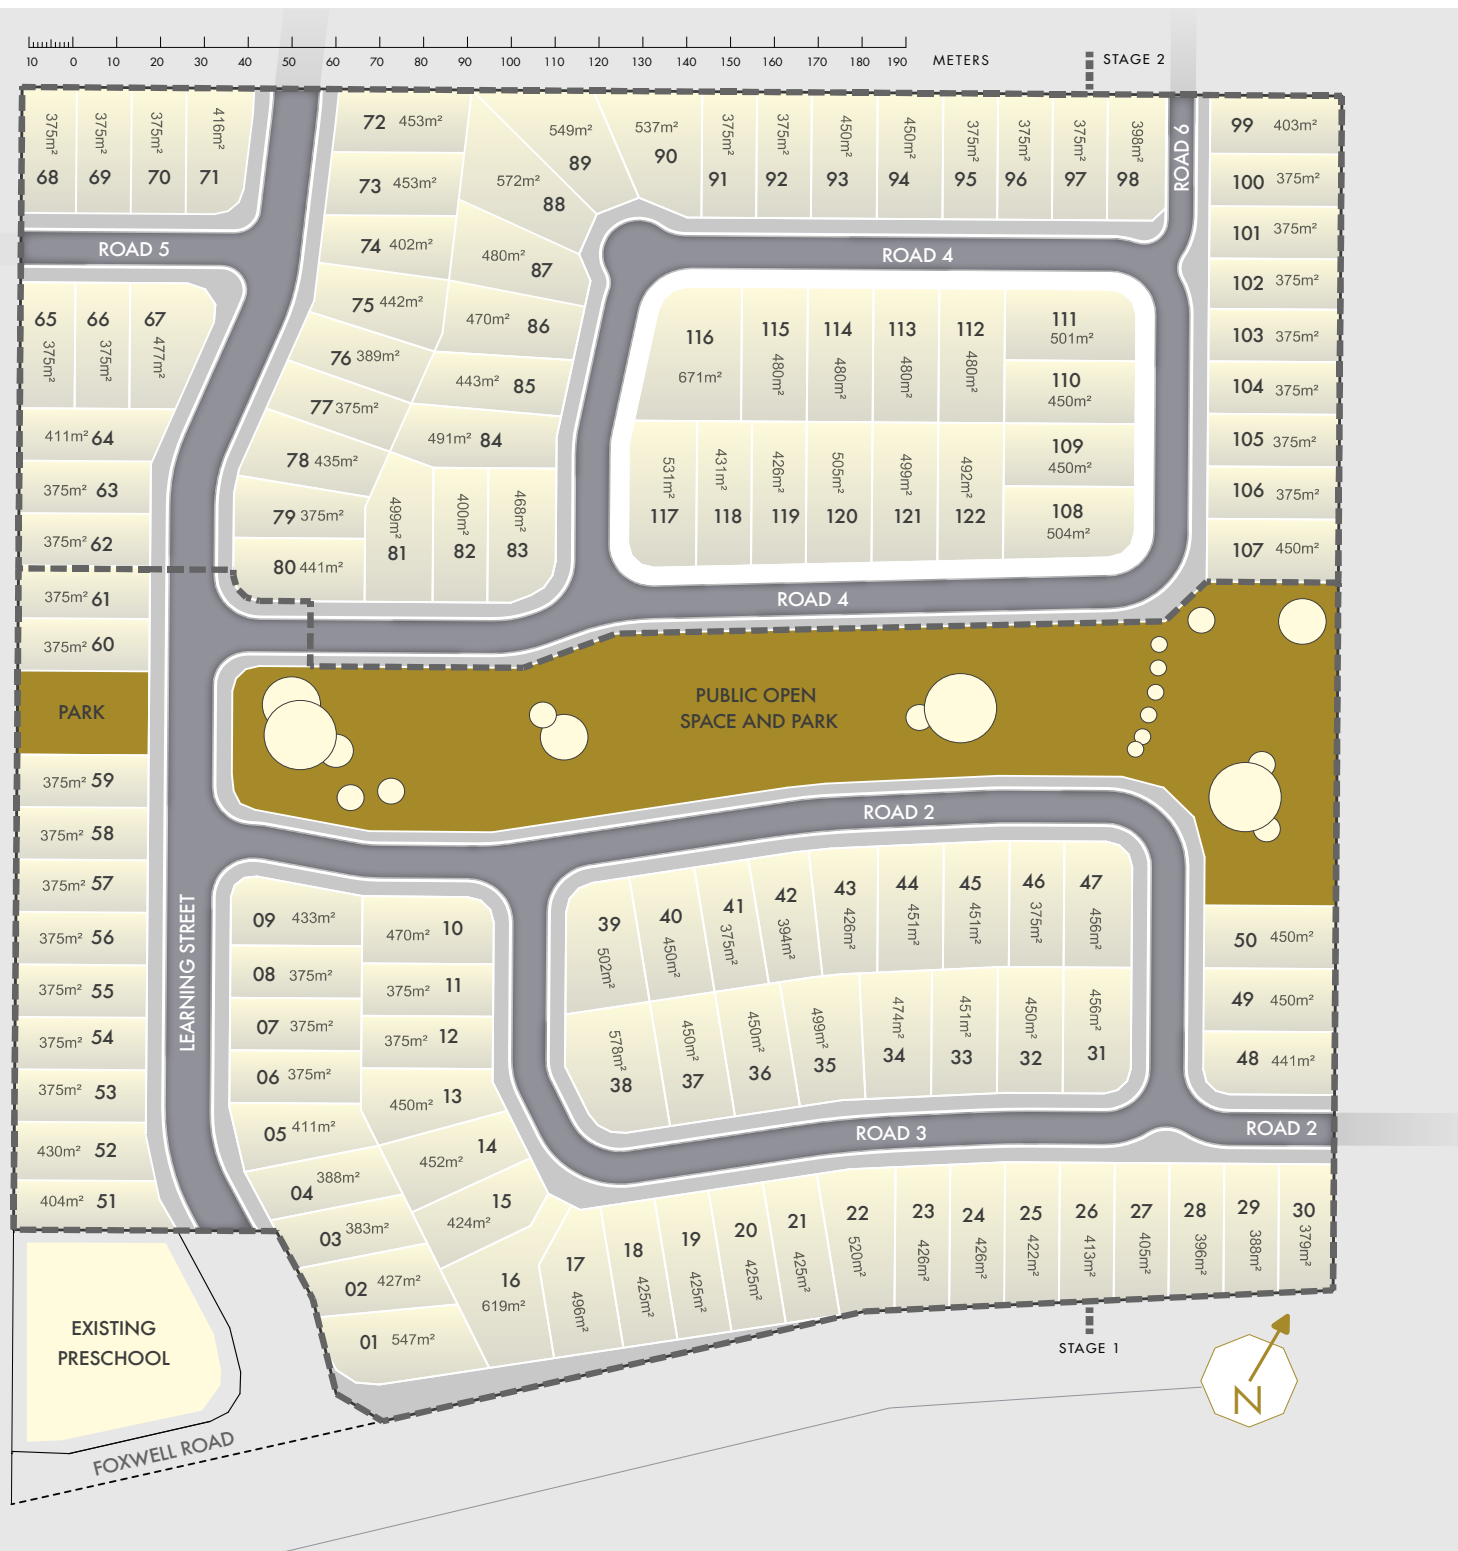 10 0 10 20 30 40 50 60 70 80 90 100 110 120 130 140 150 160 170 180 190 METERS
STAGE 2
375m² 68
375m² 69
375m² 70
416m² 71
ROAD 5
65 375m²
66 375m²
67 477m²
411m² 64
375m² 63
375m² 62
375m² 61
375m² 60
PARK
375m² 59
375m² 58
375m² 57
375m² 56
375m² 55
375m² 54
375m² 53
430m² 52
404m² 51
LEARNING STREET
72 453m²
73 453m²
74 402m²
75 442m²
76 389m²
77 375m²
78 435m²
79 375m²
80 441m²
499m² 81
400m² 82
468m² 83
491m² 84
443m² 85
470m² 86
480m² 87
572m² 88
549m² 89
537m² 90
375m² 91
375m² 92
450m² 93
450m² 94
375m² 95
375m² 96
375m² 97
398m² 98
ROAD 6
99 403m²
100 375m²
101 375m²
102 375m²
103 375m²
104 375m²
105 375m²
106 375m²
107 450m²
ROAD 4
116 671m²
115 480m²
114 480m²
113 480m²
112 480m²
111 501m²
110 450m²
109 450m²
108 504m²
531m² 117
431m² 118
426m² 119
505m² 120
499m² 121
492m² 122
ROAD 4
PUBLIC OPEN
SPACE AND PARK
ROAD 2
09 433m²
08 375m²
07 375m²
06 375m²
05 411m²
04 388m²
03 383m²
02 427m²
01 547m²
470m² 10
375m² 11
375m² 12
450m² 13
452m² 14
424m² 15
16 619m²
39 502m²
40 450m²
41 375m²
42 394m²
43 426m²
44 451m²
45 451m²
46 375m²
47 456m²
578m² 38
450m² 37
450m² 36
499m² 35
474m² 34
451m² 33
450m² 32
456m² 31
50 450m²
49 450m²
48 441m²
ROAD 3
ROAD 2
17 496m²
18 425m²
19 425m²
20 425m²
21 425m²
22 520m²
23 426m²
24 426m²
25 422m²
26 413m²
27 405m²
28 396m²
29 388m²
30 379m²
STAGE 1
EXISTING
PRESCHOOL
FOXWELL ROAD
N